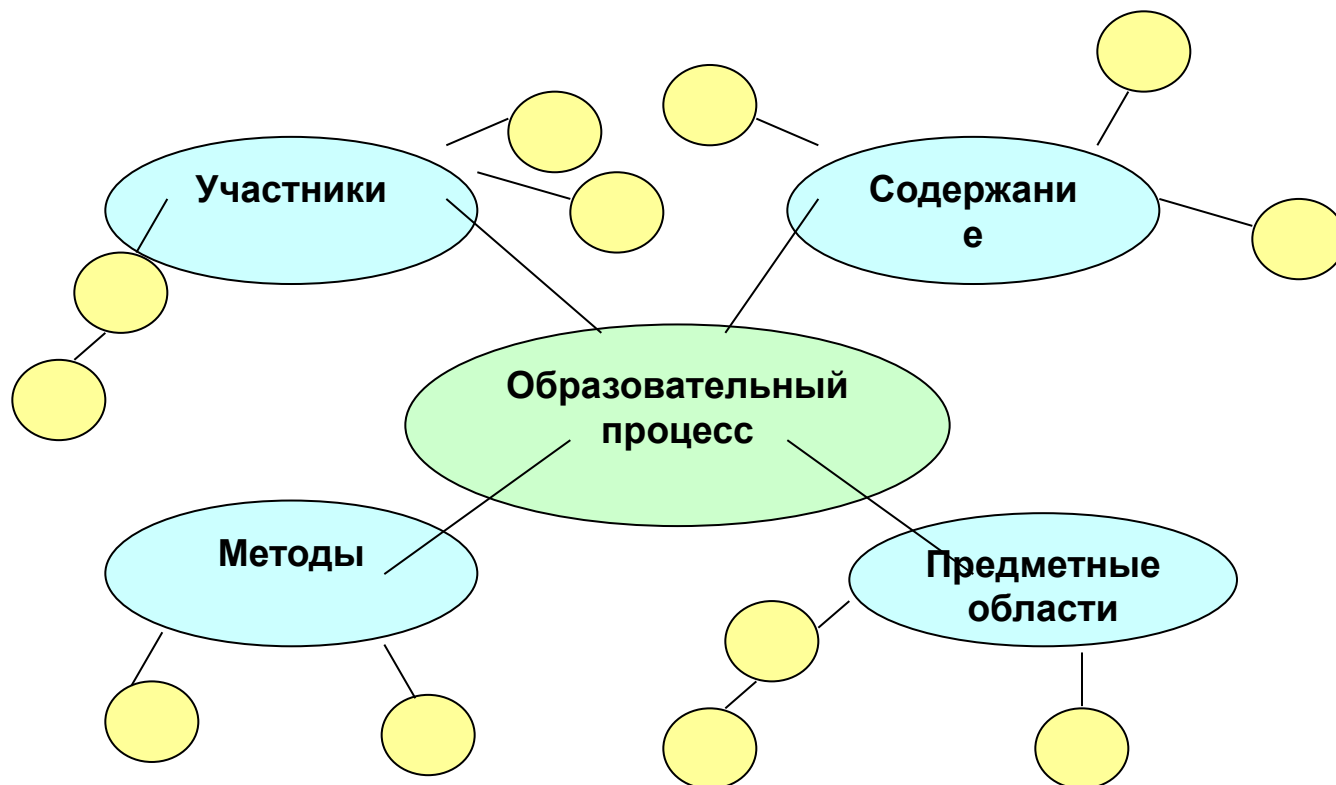 Участники
Содержани
е
Образовательный
процесс
Методы
Предметные
области